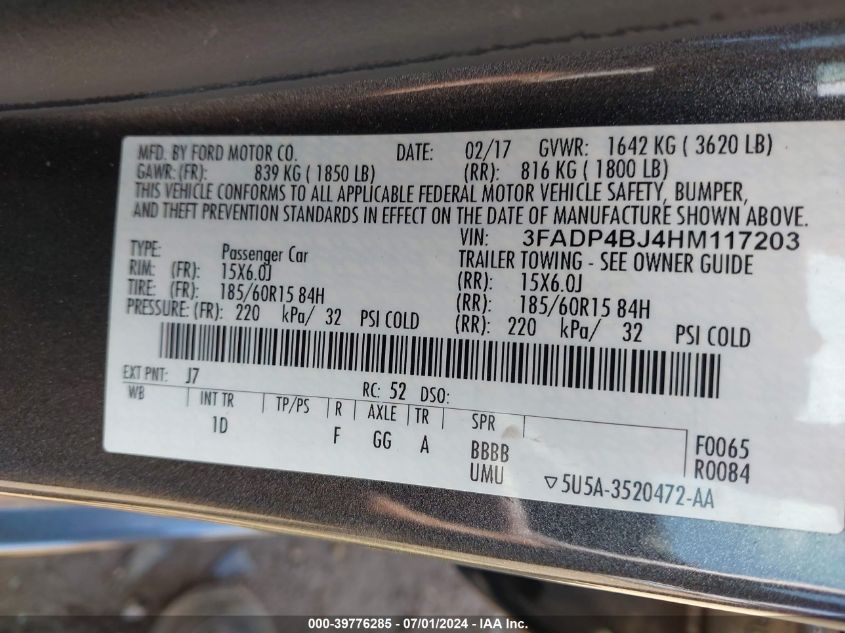 MFD. BY FORD MOTOR CO. DATE: 02/17 GVWR: 1642 KG ( 3620 LB)
GAWR: (FR): 839 KG ( 1850 LB) (RR): 816 KG ( 1800 LB)
THIS VEHICLE CONFORMS TO ALL APPLICABLE FEDERAL MOTOR VEHICLE SAFETY, BUMPER,
AND THEFT PREVENTION STANDARDS IN EFFECT ON THE DATE OF MANUFACTURE SHOWN ABOVE.
VIN: 3FADP4BJ4HM117203
TYPE: Passenger Car TRAILER TOWING - SEE OWNER GUIDE
RIM: (FR): 15X6.0J (RR): 15X6.0J
TIRE: (FR): 185/60R15 84H (RR): 185/60R15 84H
PRESSURE: (FR): 220 kPa/ 32 PSI COLD (RR): 220 kPa/ 32 PSI COLD
EXT PNT: J7 RC: 52 DSO:
WB INT TR TP/PS R AXLE TR SPR
1D F GG A BBBB F0065
UMU R0084
▽5U5A-3520472-AA
000-39776285 - 07/01/2024 - IAA Inc.